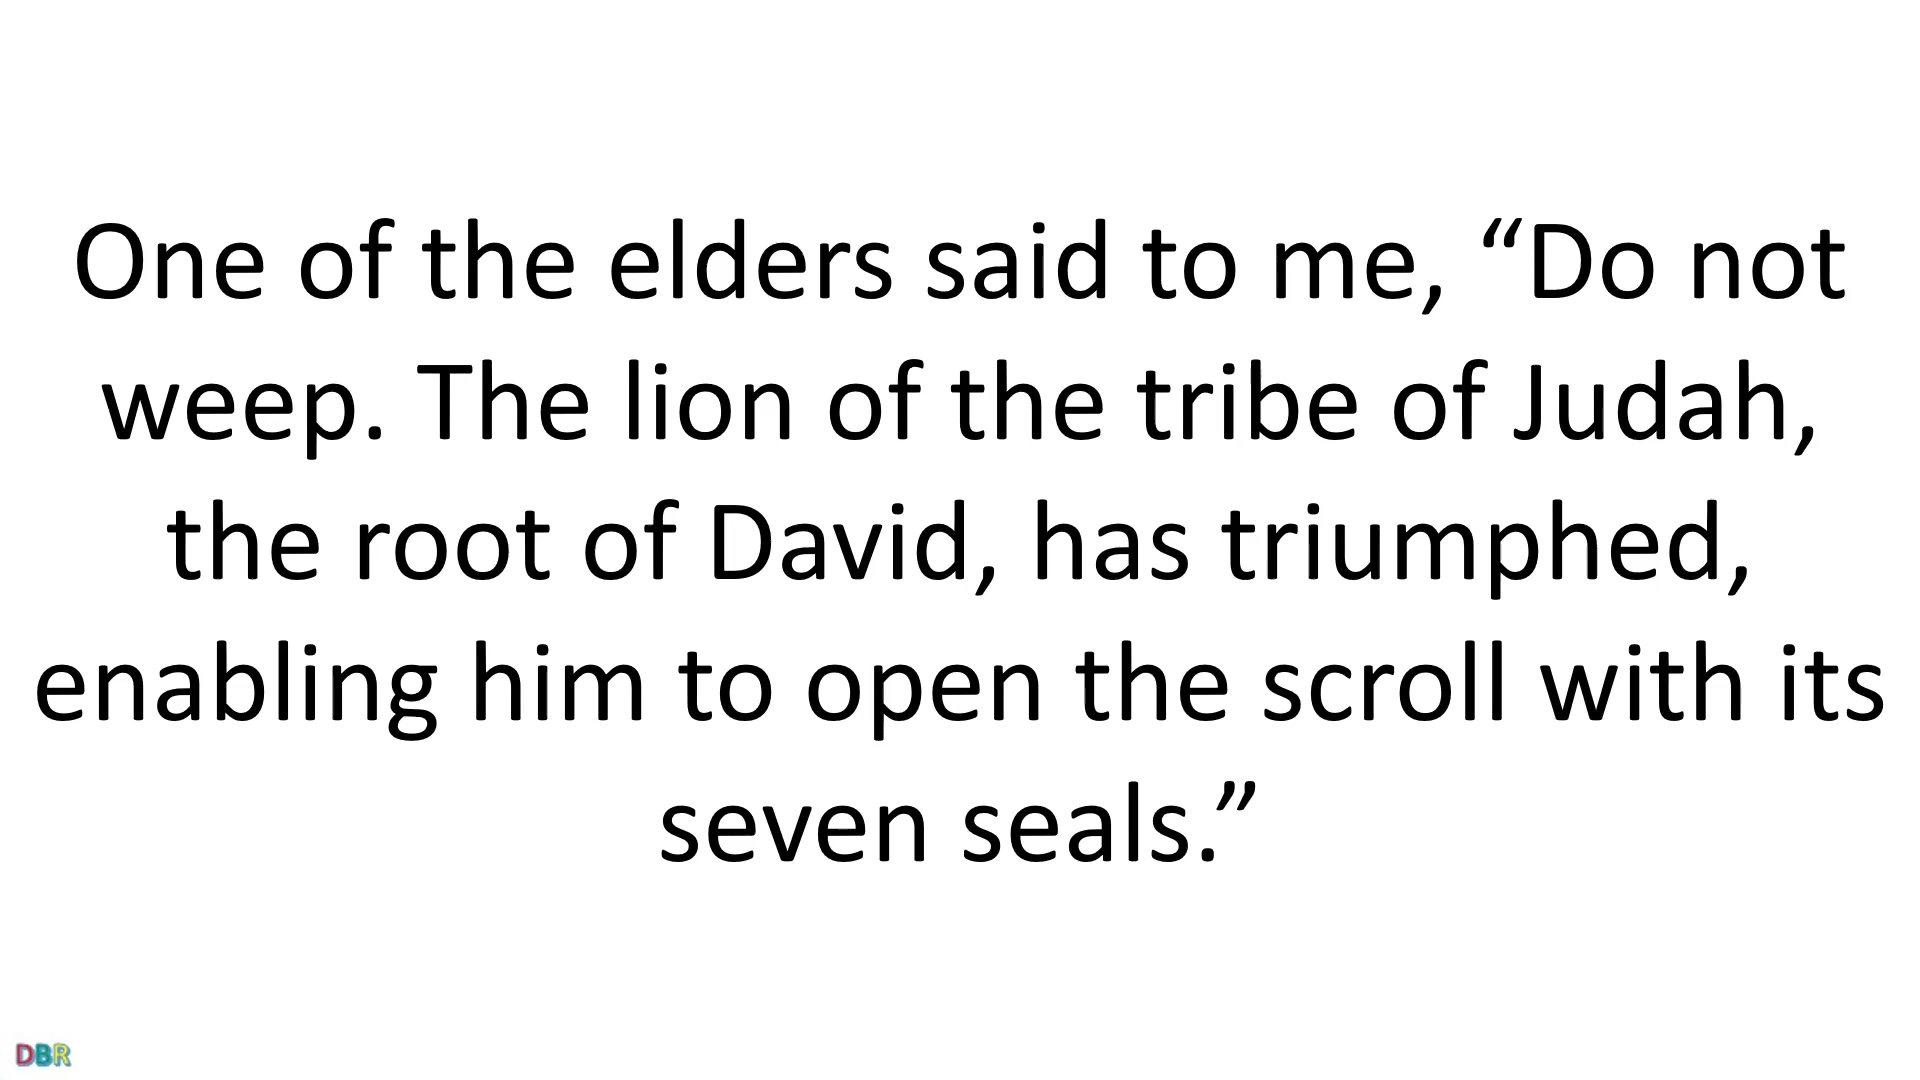 One of the elders said to me, “Do not
weep. The lion of the tribe of Judah,
the root of David, has triumphed,
enabling him to open the scroll with its
seven seals.”
DBR